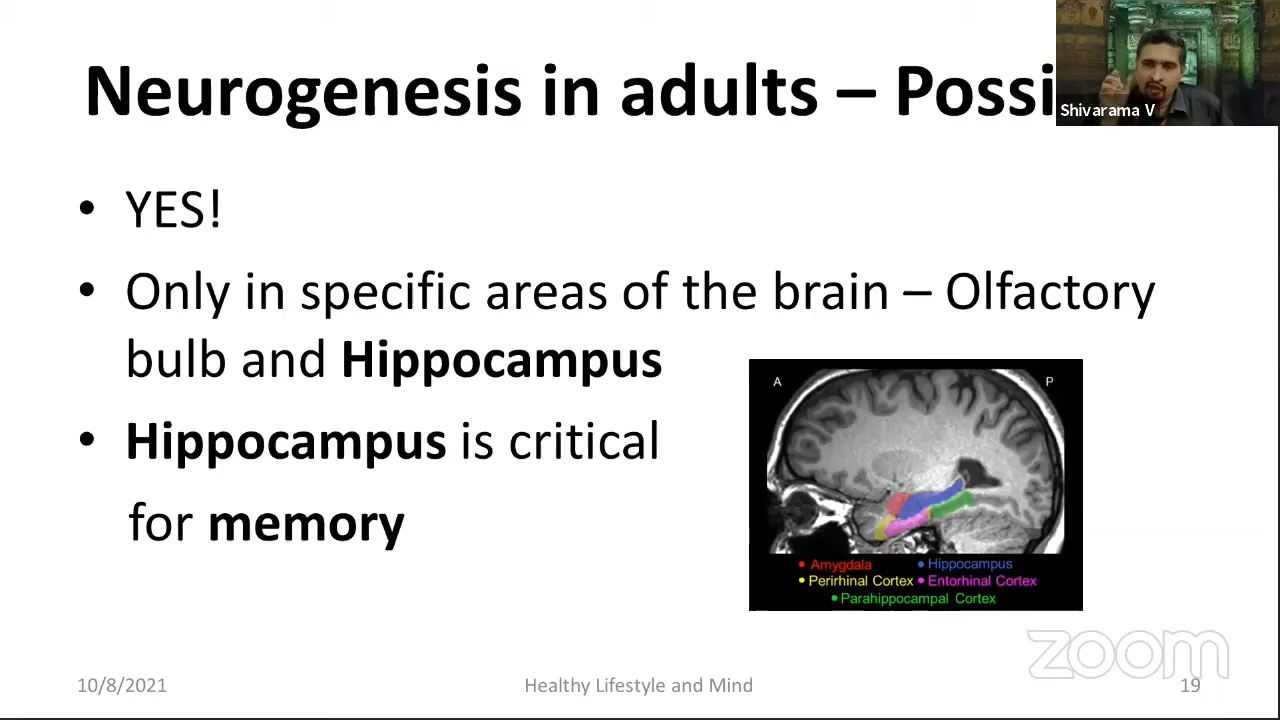 Neurogenesis in adults – Possi
Shivarama V
• YES!
• Only in specific areas of the brain – Olfactory
bulb and Hippocampus
• Hippocampus is critical
for memory
A P
• Amygdala • Hippocampus
• Perirhinal Cortex • Entorhinal Cortex
• Parahippocampal Cortex
zoom
10/8/2021 Healthy Lifestyle and Mind 19